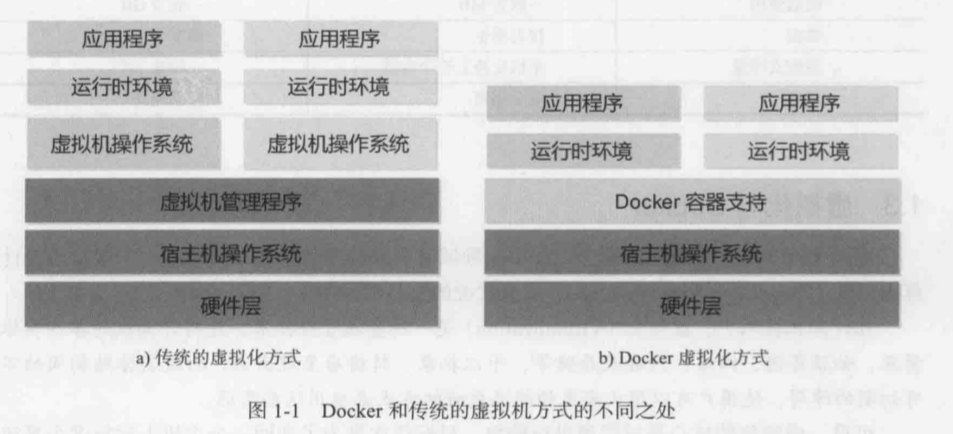 应用程序 应用程序
运行时环境 运行时环境
虚拟机操作系统 虚拟机操作系统
虚拟机管理程序
宿主机操作系统
硬件层
a) 传统的虚拟化方式
应用程序 应用程序
运行时环境 运行时环境
Docker 容器支持
宿主机操作系统
硬件层
b) Docker 虚拟化方式
图 1-1 Docker 和传统的虚拟机方式的不同之处